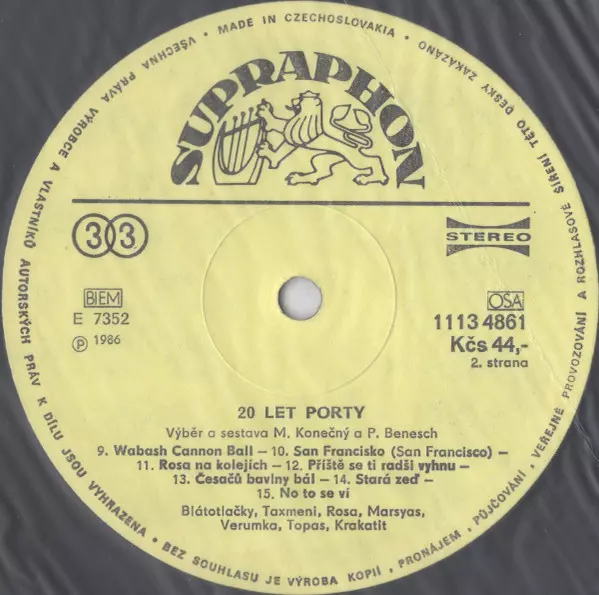 VŠECHNA PRÁVA VÝROBCE A VLASTNÍKŮ AUTORSKÝCH PRÁV K DÍLU JSOU VYHRAZENA • BEZ SOUHLASU JE VÝROBA KOPIÍ, PRONÁJEM, PŮJČOVÁNÍ, VEŘEJNÉ PROVOZOVÁNÍ A ROZHLASOVÉ ŠÍŘENÍ TÉTO DESKY ZAKÁZÁNO • MADE IN CZECHOSLOVAKIA •
SUPRAPHON
33
STEREO
BIEM
E 7352
Ⓟ 1986
OSA
1113 4861
Kčs 44,-
2. strana
20 LET PORTY
Výběr a sestava M. Konečný a P. Benesch
9. Wabash Cannon Ball – 10. San Francisko (San Francisco) –
11. Rosa na kolejích – 12. Příště se ti radši vyhnu –
13. Česačů bavlny bál – 14. Stará zeď –
15. No to se ví
Blátotlačky, Taxmeni, Rosa, Marsyas,
Verumka, Topas, Krakatit